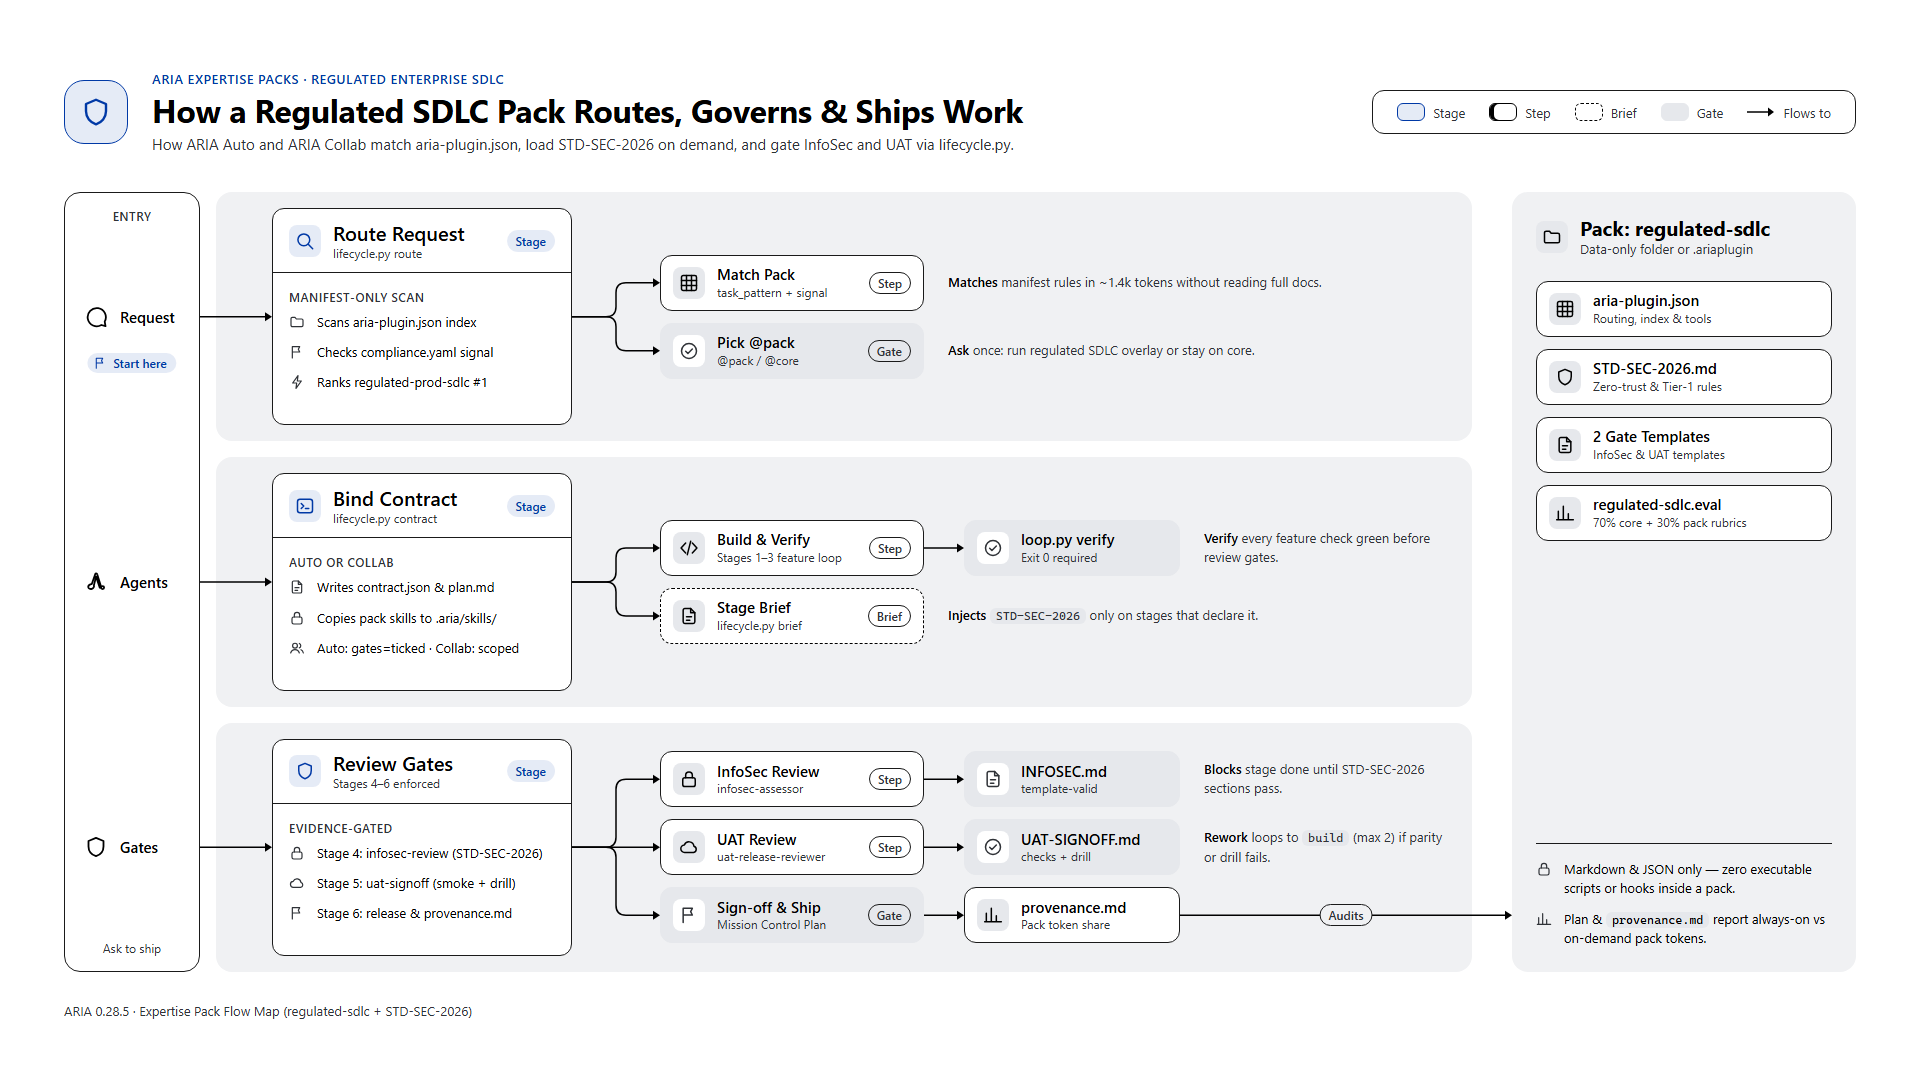 ARIA EXPERTISE PACKS · REGULATED ENTERPRISE SDLC
How a Regulated SDLC Pack Routes, Governs & Ships Work
How ARIA Auto and ARIA Collab match aria-plugin.json, load STD-SEC-2026 on demand, and gate InfoSec and UAT via lifecycle.py.
Stage
Step
Brief
Gate
Flows to
ENTRY
Request
Start here
Agents
Gates
Ask to ship
Route Request
lifecycle.py route
Stage
MANIFEST-ONLY SCAN
Scans aria-plugin.json index
Checks compliance.yaml signal
Ranks regulated-prod-sdlc #1
Match Pack
task_pattern + signal
Step
Matches manifest rules in ~1.4k tokens without reading full docs.
Pick @pack
@pack / @core
Gate
Ask once: run regulated SDLC overlay or stay on core.
Bind Contract
lifecycle.py contract
Stage
AUTO OR COLLAB
Writes contract.json & plan.md
Copies pack skills to .aria/skills/
Auto: gates=ticked · Collab: scoped
Build & Verify
Stages 1–3 feature loop
Step
loop.py verify
Exit 0 required
Verify every feature check green before
review gates.
Stage Brief
lifecycle.py brief
Brief
Injects STD-SEC-2026 only on stages that declare it.
Review Gates
Stages 4–6 enforced
Stage
EVIDENCE-GATED
Stage 4: infosec-review (STD-SEC-2026)
Stage 5: uat-signoff (smoke + drill)
Stage 6: release & provenance.md
InfoSec Review
infosec-assessor
Step
INFOSEC.md
template-valid
Blocks stage done until STD-SEC-2026
sections pass.
UAT Review
uat-release-reviewer
Step
UAT-SIGNOFF.md
checks + drill
Rework loops to build (max 2) if parity
or drill fails.
Sign-off & Ship
Mission Control Plan
Gate
provenance.md
Pack token share
Audits
Pack: regulated-sdlc
Data-only folder or .ariaplugin
aria-plugin.json
Routing, index & tools
STD-SEC-2026.md
Zero-trust & Tier-1 rules
2 Gate Templates
InfoSec & UAT templates
regulated-sdlc.eval
70% core + 30% pack rubrics
Markdown & JSON only — zero executable
scripts or hooks inside a pack.
Plan & provenance.md report always-on vs
on-demand pack tokens.
ARIA 0.28.5 · Expertise Pack Flow Map (regulated-sdlc + STD-SEC-2026)